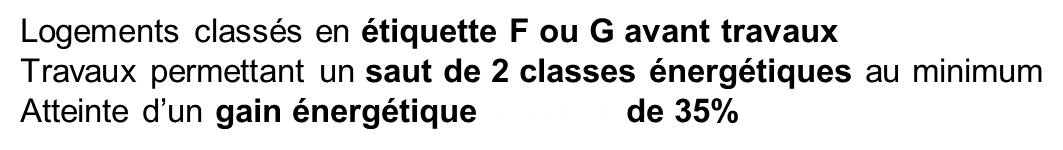 Logements classés en étiquette F ou G avant travaux
Travaux permettant un saut de 2 classes énergétiques au minimum
Atteinte d’un gain énergétique de 35%